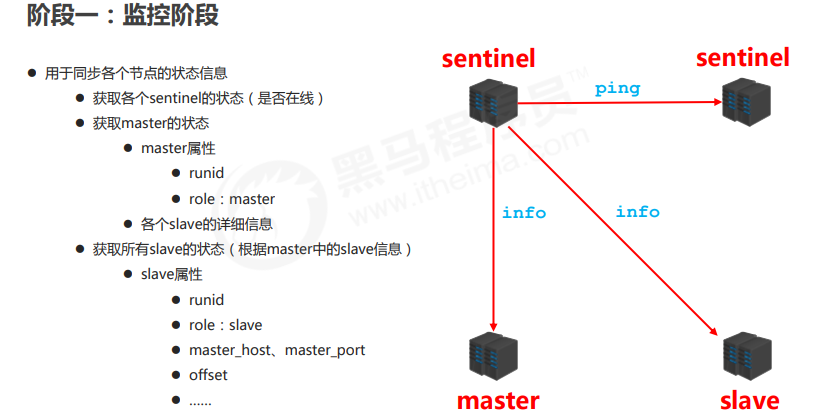 阶段一：监控阶段
● 用于同步各个节点的状态信息
● 获取各个sentinel的状态（是否在线）
● 获取master的状态
● master属性
● runid
● role：master
● 各个slave的详细信息
● 获取所有slave的状态（根据master中的slave信息）
● slave属性
● runid
● role：slave
● master_host、master_port
● offset
● ......
sentinel
sentinel
ping
info
info
master
slave
黑马程序员™
www.itheima.com